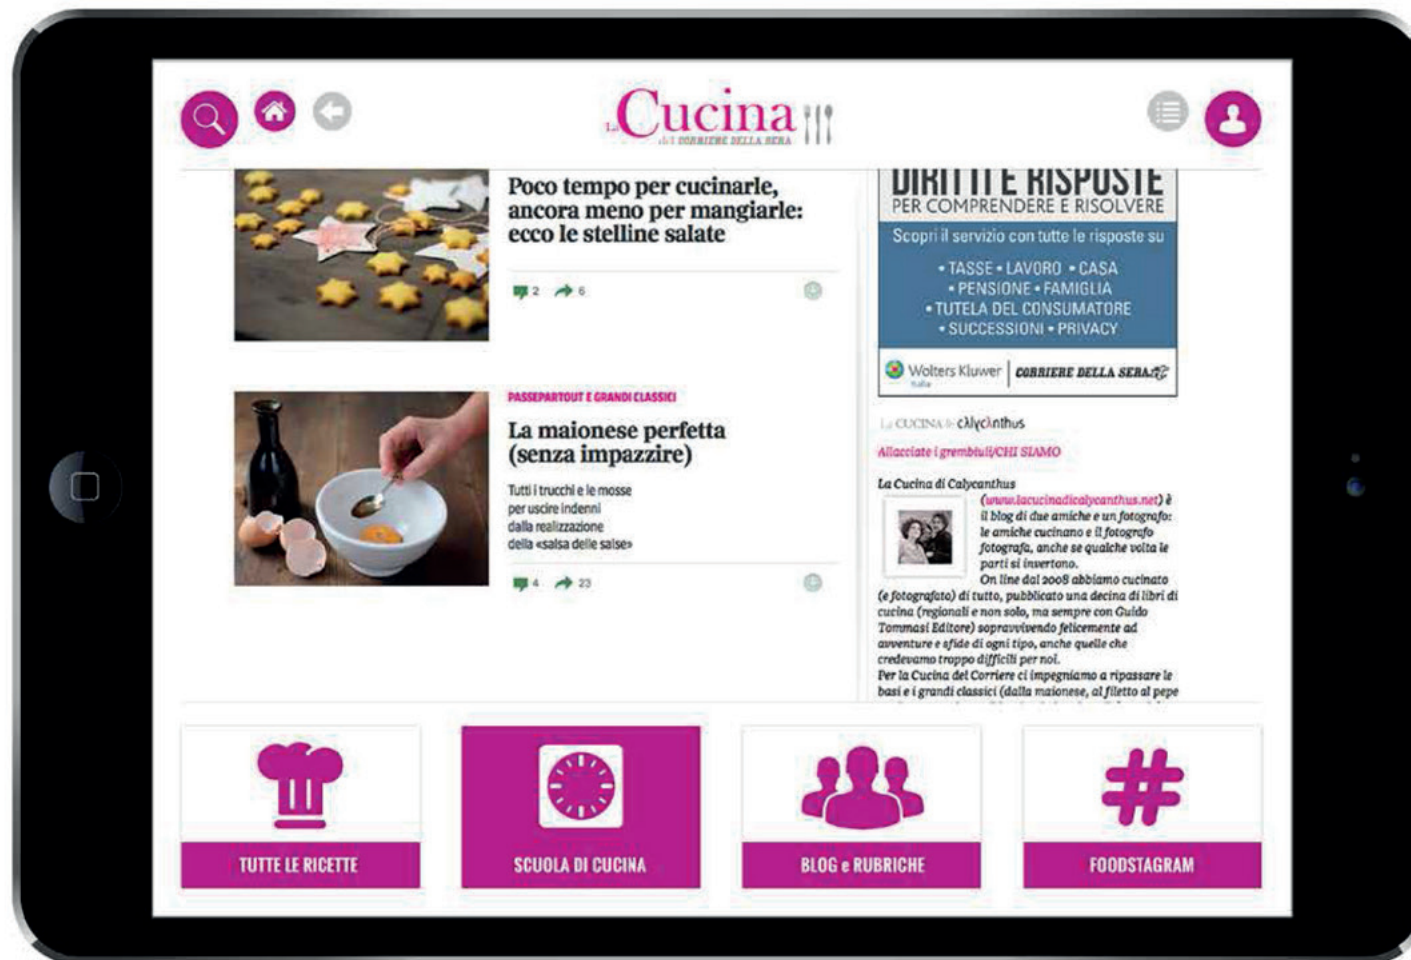 La Cucina
del CORRIERE DELLA SERA
Poco tempo per cucinarle,
ancora meno per mangiarle:
ecco le stelline salate
2 6
PASSEPARTOUT E GRANDI CLASSICI
La maionese perfetta
(senza impazzire)
Tutti i trucchi e le mosse
per uscire indenni
dalla realizzazione
della «salsa delle salse»
4 23
DIRITTI E RISPOSTE
PER COMPRENDERE E RISOLVERE
Scopri il servizio con tutte le risposte su
• TASSE • LAVORO • CASA
• PENSIONE • FAMIGLIA
• TUTELA DEL CONSUMATORE
• SUCCESSIONI • PRIVACY
Wolters Kluwer CORRIERE DELLA SERA.it
Italia
La CUCINA di cλlycλnthus
Allacciate i grembiuli/CHI SIAMO
La Cucina di Calycanthus
(www.lacucinadicalycanthus.net) è
il blog di due amiche e un fotografo:
le amiche cucinano e il fotografo
fotografa, anche se qualche volta le
parti si invertono.
On line dal 2008 abbiamo cucinato
(e fotografato) di tutto, pubblicato una decina di libri di
cucina (regionali e non solo, ma sempre con Guido
Tommasi Editore) sopravvivendo felicemente ad
avventure e sfide di ogni tipo, anche quelle che
credevamo troppo difficili per noi.
Per la Cucina del Corriere ci impegniamo a ripassare le
basi e i grandi classici (dalla maionese, al filetto al pepe
TUTTE LE RICETTE
SCUOLA DI CUCINA
BLOG e RUBRICHE
FOODSTAGRAM